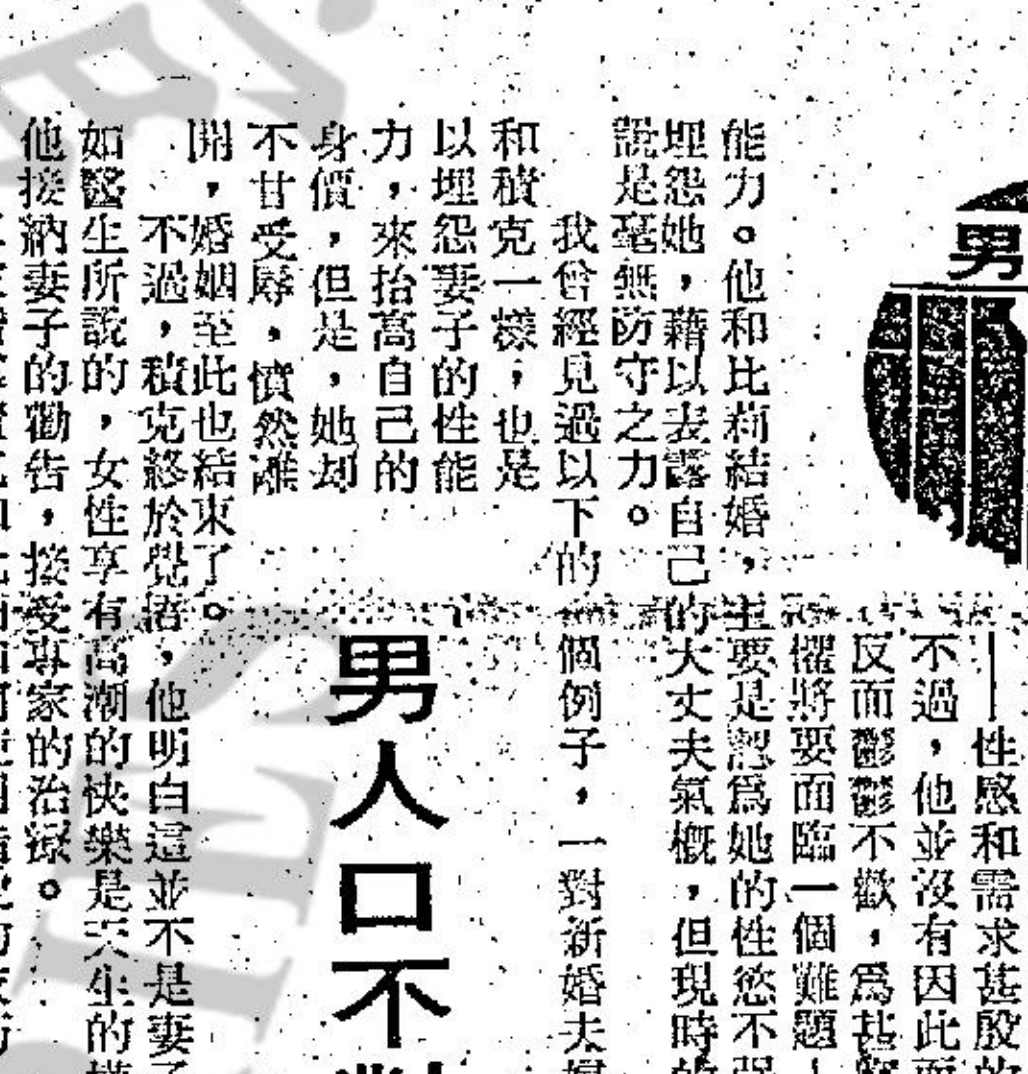 男
性感和需求甚殷的
不過，他並沒有因此而
反而鬱鬱不歡，爲甚
懼將要面臨一個難題
能力。他和比莉結婚，主要是認爲她的性慾不
埋怨她，藉以表露自己的大丈夫氣概，但現時的
說是毫無防守之力。
我曾經見過以下的一個例子，一對新婚夫婦
和積克一樣，也是
以埋怨妻子的性能
力，來抬高自己的
身價，但是，她却
不甘受辱，憤然離
開，婚姻至此也結束了。
男人口不
不過，積克終於覺悟，他明白這並不是妻子
如醫生所說的，女性享有高潮的快樂是天生的
他接納妻子的勸告，接受專家的治療。